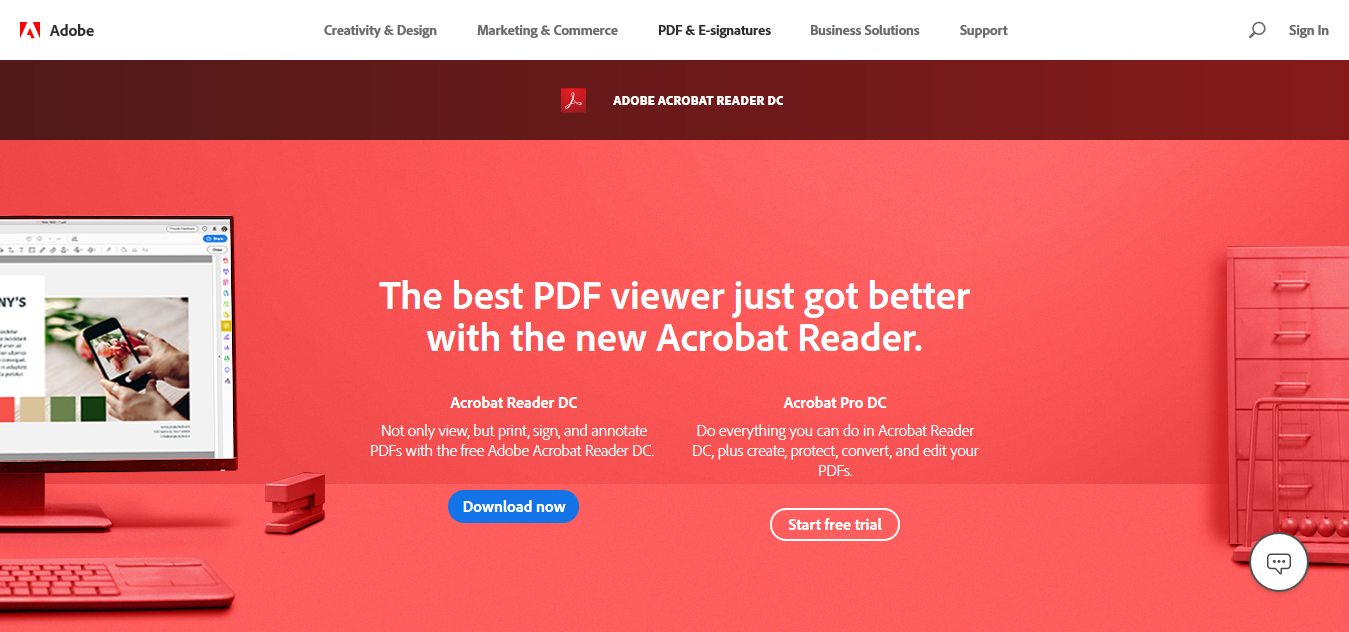 Adobe
Creativity & Design
Marketing & Commerce
PDF & E-signatures
Business Solutions
Support
Sign In
ADOBE ACROBAT READER DC
The best PDF viewer just got better
with the new Acrobat Reader.
Acrobat Reader DC
Not only view, but print, sign, and annotate
PDFs with the free Adobe Acrobat Reader DC.
Download now
Acrobat Pro DC
Do everything you can do in Acrobat Reader
DC, plus create, protect, convert, and edit your
PDFs.
Start free trial
NY'S
Share